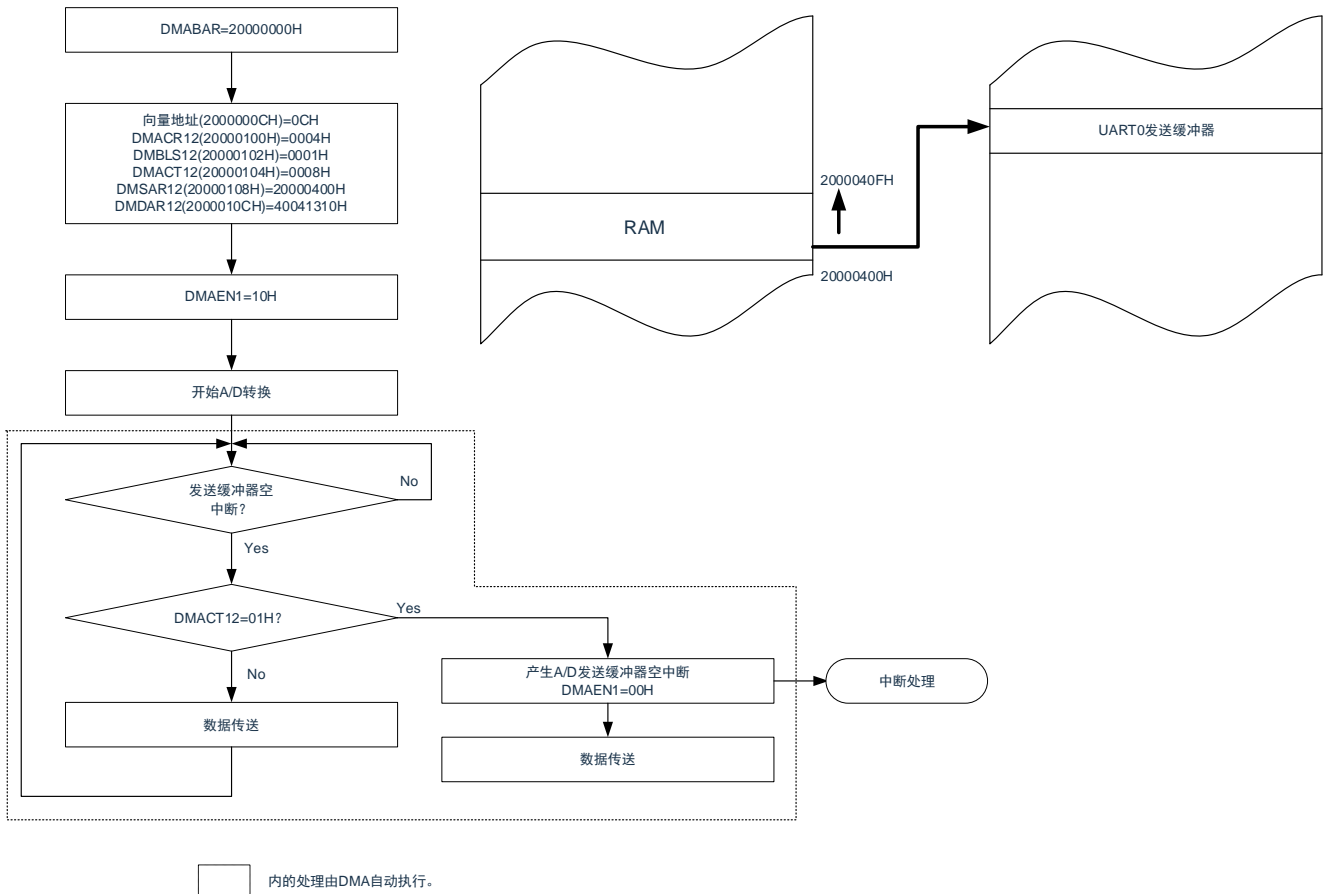 DMABAR=20000000H
向量地址(2000000CH)=0CH
DMACR12(20000100H)=0004H
DMBLS12(20000102H)=0001H
DMACT12(20000104H)=0008H
DMSAR12(20000108H)=20000400H
DMDAR12(2000010CH)=40041310H
DMAEN1=10H
开始A/D转换
发送缓冲器空
中断？
No
Yes
DMACT12=01H？
Yes
No
数据传送
产生A/D发送缓冲器空中断
DMAEN1=00H
数据传送
中断处理
RAM
2000040FH
20000400H
UART0发送缓冲器
内的处理由DMA自动执行。